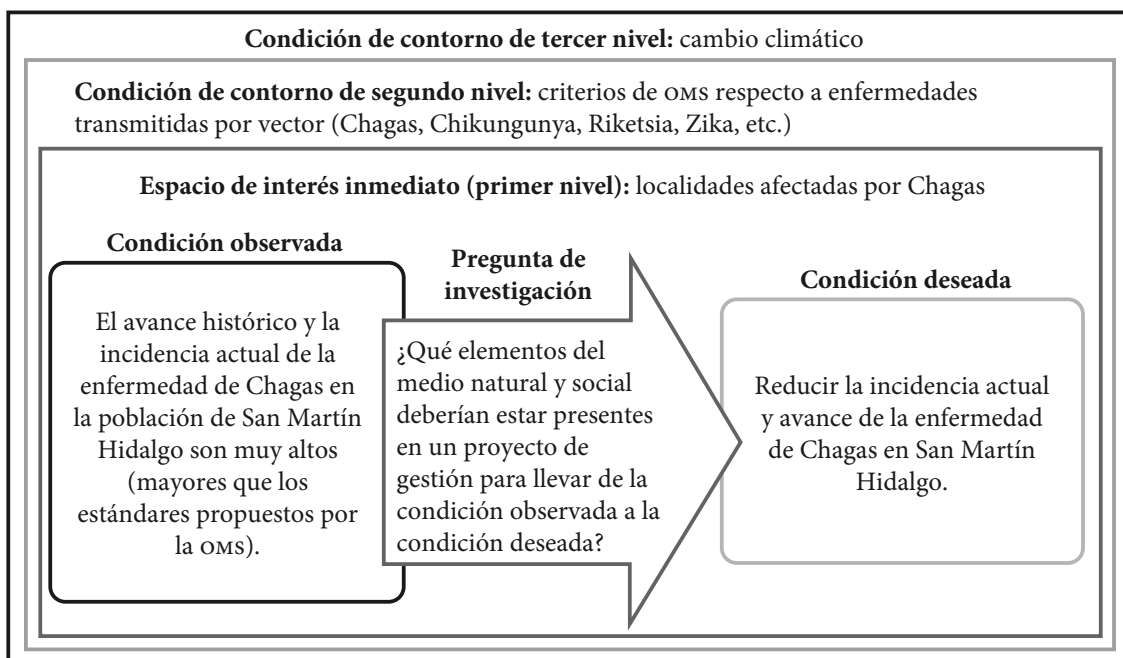 Condición de contorno de tercer nivel: cambio climático
Condición de contorno de segundo nivel: criterios de OMS respecto a enfermedades
transmitidas por vector (Chagas, Chikungunya, Riketsia, Zika, etc.)
Espacio de interés inmediato (primer nivel): localidades afectadas por Chagas
Condición observada
El avance histórico y la
incidencia actual de la
enfermedad de Chagas en
la población de San Martín
Hidalgo son muy altos
(mayores que los
estándares propuestos por
la OMS).
Pregunta de
investigación
¿Qué elementos del
medio natural y social
deberían estar presentes
en un proyecto de
gestión para llevar de la
condición observada a la
condición deseada?
Condición deseada
Reducir la incidencia actual
y avance de la enfermedad
de Chagas en San Martín
Hidalgo.